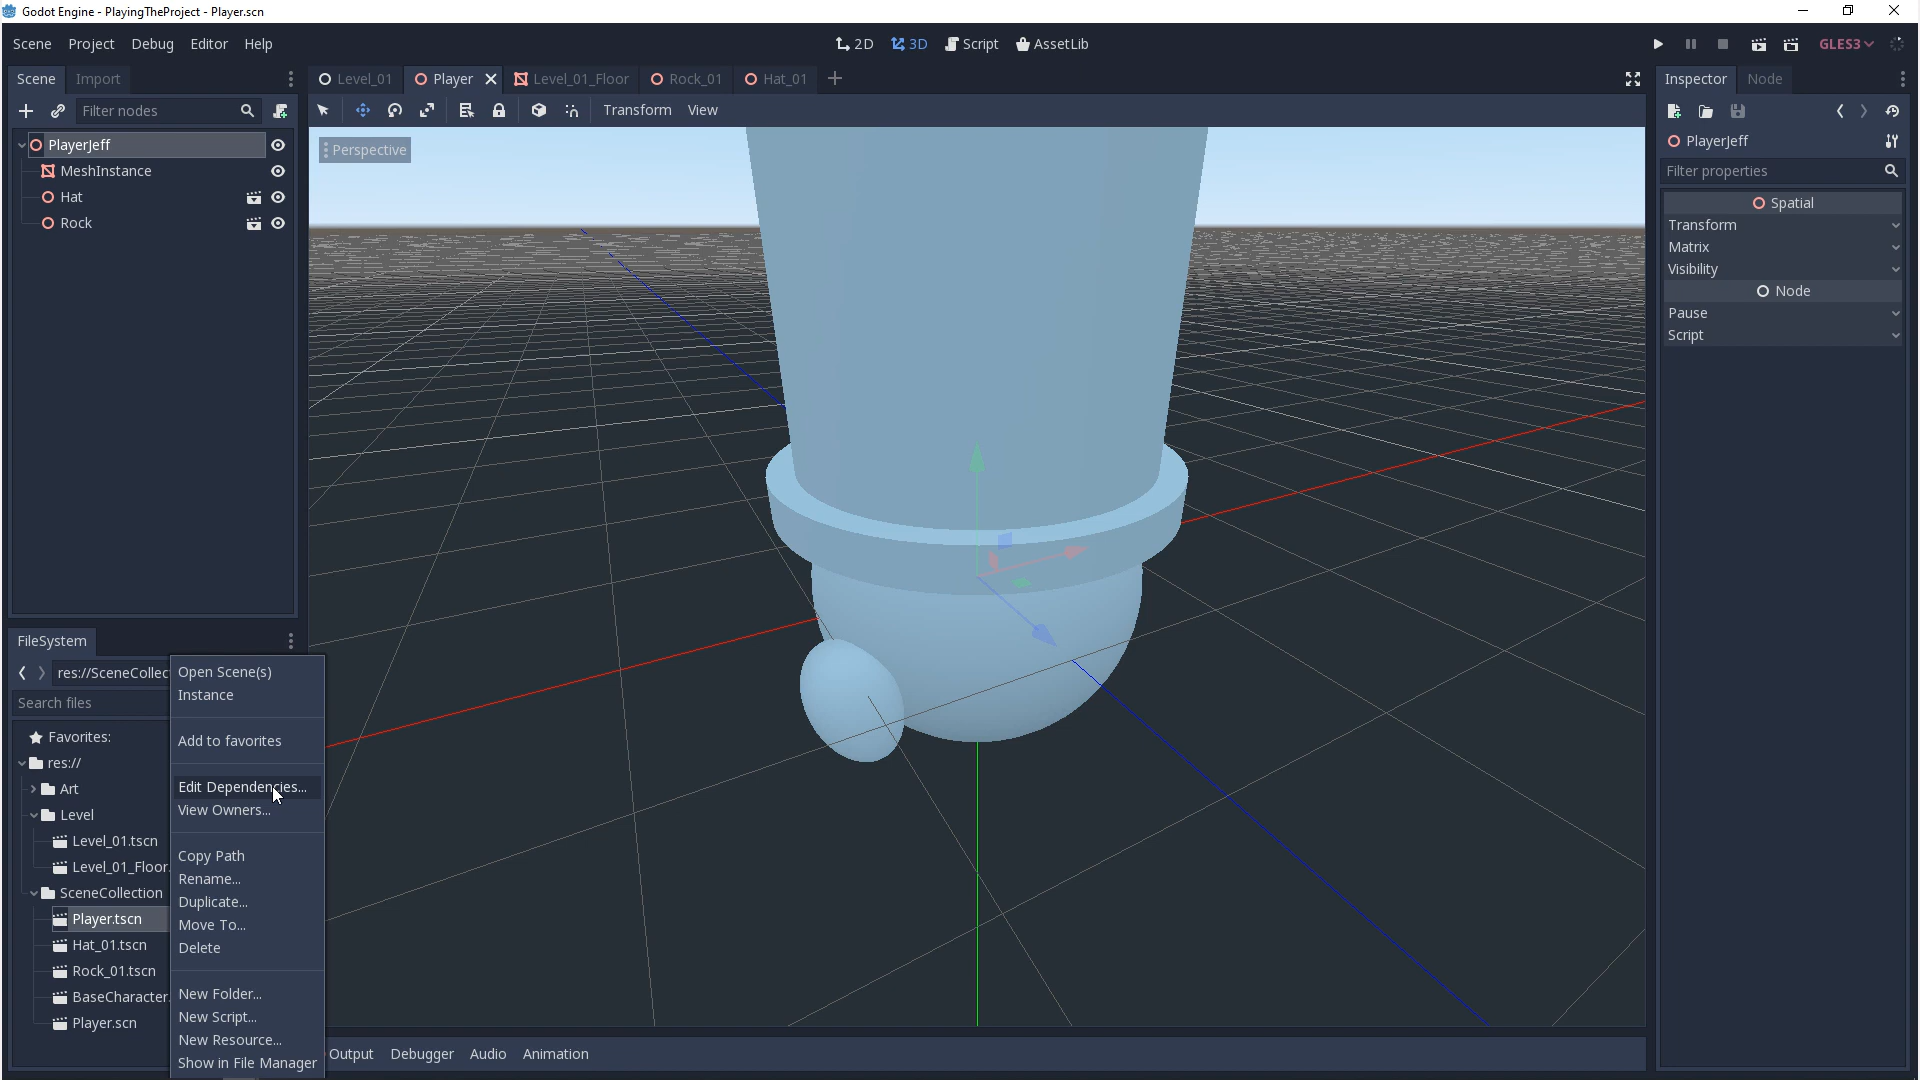 Godot Engine - PlayingTheProject - Player.scn
Scene Project Debug Editor Help
2D 3D Script AssetLib
GLES3
Scene Import
Level_01 Player Level_01_Floor Rock_01 Hat_01
Inspector Node
Filter nodes
Transform View
PlayerJeff
MeshInstance
Hat
Rock
Perspective
PlayerJeff
Filter properties
Spatial
Transform
Matrix
Visibility
Node
Pause
Script
FileSystem
res://SceneCollec
Search files
Favorites:
res://
Art
Level
Level_01.tscn
Level_01_Floor.
SceneCollection
Player.tscn
Hat_01.tscn
Rock_01.tscn
BaseCharacter.
Player.scn
Open Scene(s)
Instance
Add to favorites
Edit Dependencies...
View Owners...
Copy Path
Rename...
Duplicate...
Move To...
Delete
New Folder...
New Script...
New Resource...
Show in File Manager
Output Debugger Audio Animation